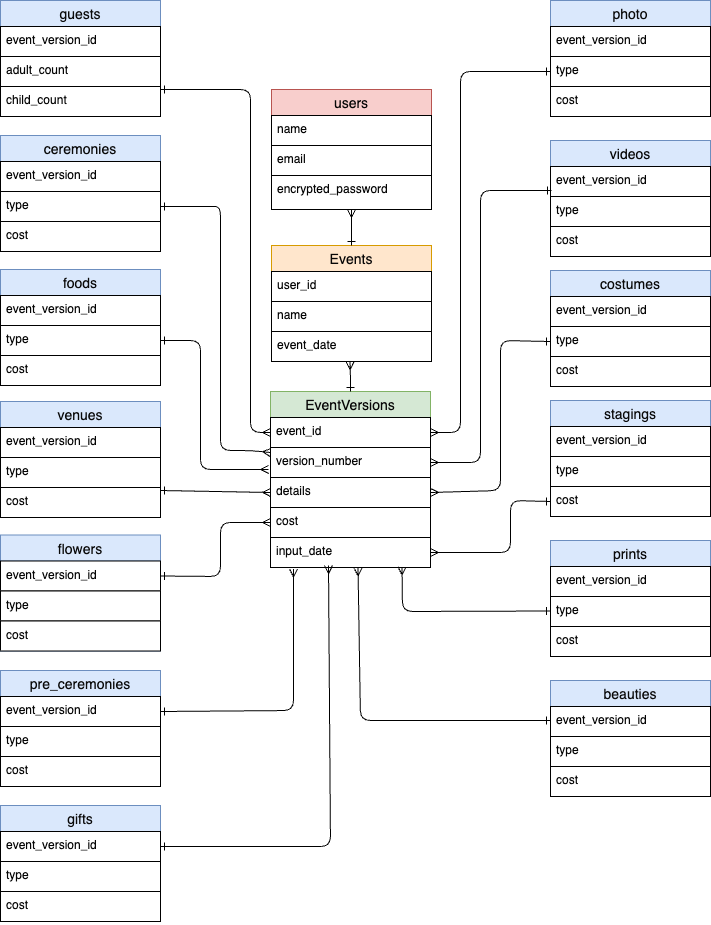 guests
event_version_id
adult_count
child_count
ceremonies
event_version_id
type
cost
foods
event_version_id
type
cost
venues
event_version_id
type
cost
flowers
event_version_id
type
cost
pre_ceremonies
event_version_id
type
cost
gifts
event_version_id
type
cost
users
name
email
encrypted_password
Events
user_id
name
event_date
EventVersions
event_id
version_number
details
cost
input_date
photo
event_version_id
type
cost
videos
event_version_id
type
cost
costumes
event_version_id
type
cost
stagings
event_version_id
type
cost
prints
event_version_id
type
cost
beauties
event_version_id
type
cost